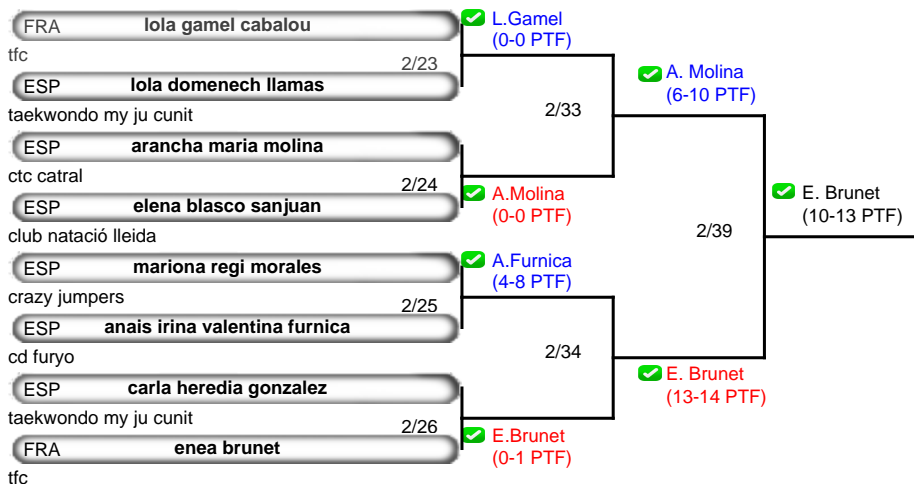 FRA lola gamel cabalou
tfc
2/23
ESP lola domenech llamas
taekwondo my ju cunit
L.Gamel
(0-0 PTF)
ESP arancha maria molina
ctc catral
2/24
ESP elena blasco sanjuan
club natació lleida
A.Molina
(0-0 PTF)
2/33
A. Molina
(6-10 PTF)
ESP mariona regi morales
crazy jumpers
2/25
ESP anais irina valentina furnica
cd furyo
A.Furnica
(4-8 PTF)
ESP carla heredia gonzalez
taekwondo my ju cunit
2/26
FRA enea brunet
tfc
E.Brunet
(0-1 PTF)
2/34
E. Brunet
(13-14 PTF)
2/39
E. Brunet
(10-13 PTF)